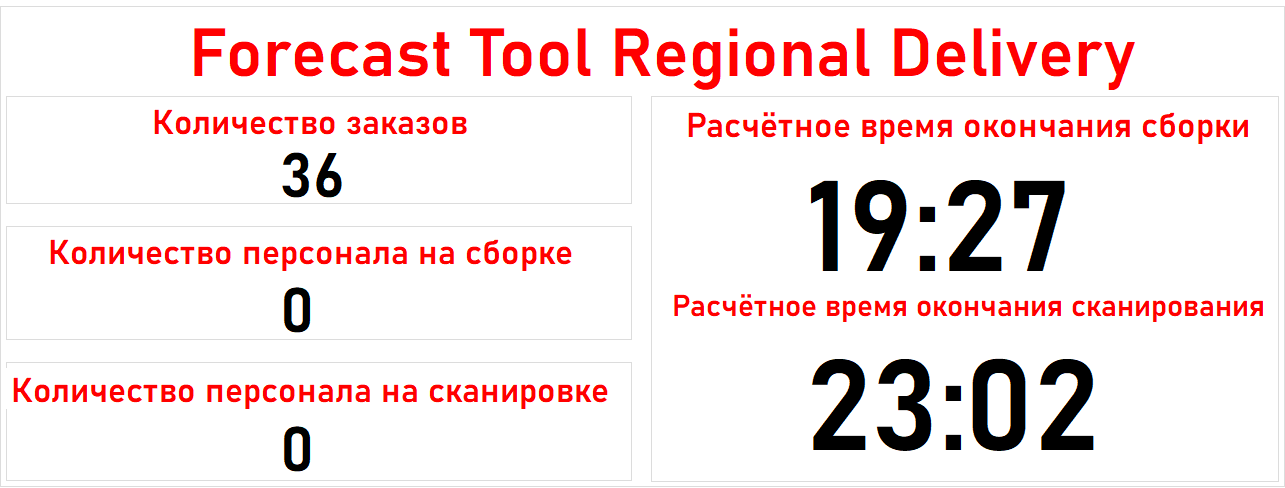 Forecast Tool Regional Delivery
Количество заказов
36
Количество персонала на сборке
0
Количество персонала на сканировке
0
Расчётное время окончания сборки
19:27
Расчётное время окончания сканирования
23:02